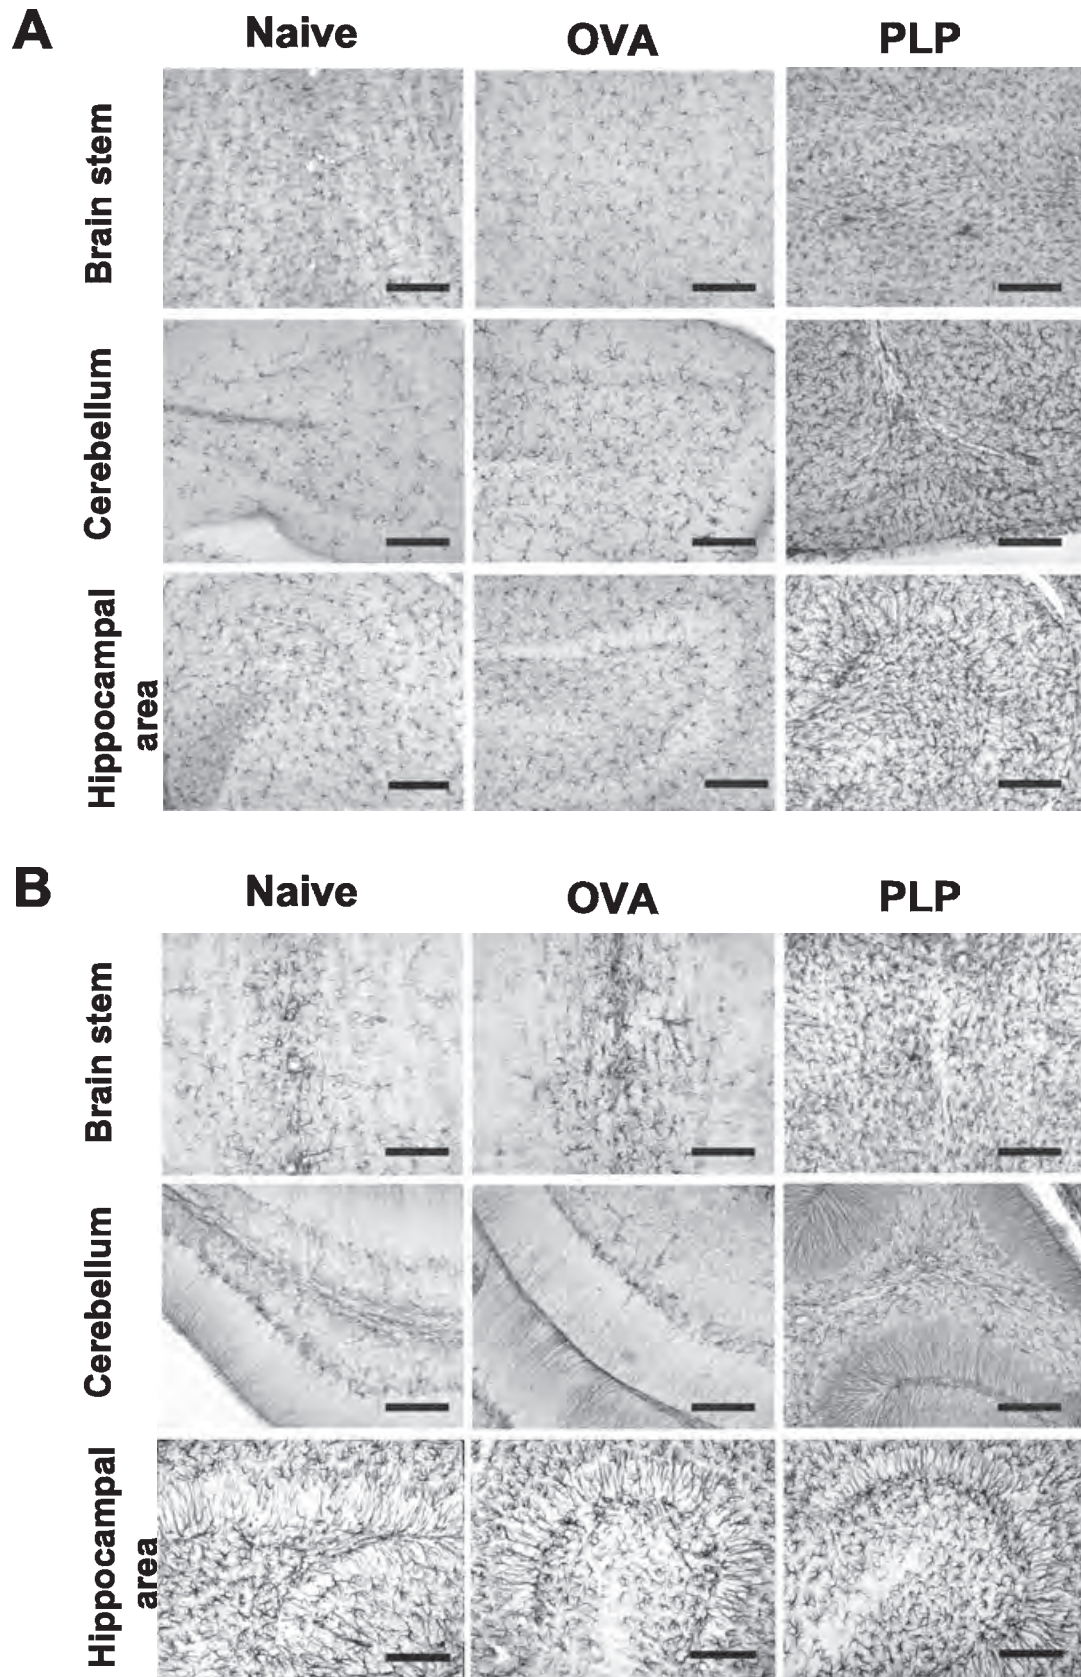 A
Naive OVA PLP
Brain stem
Cerebellum
Hippocampal
area
B
Naive OVA PLP
Brain stem
Cerebellum
Hippocampal
area